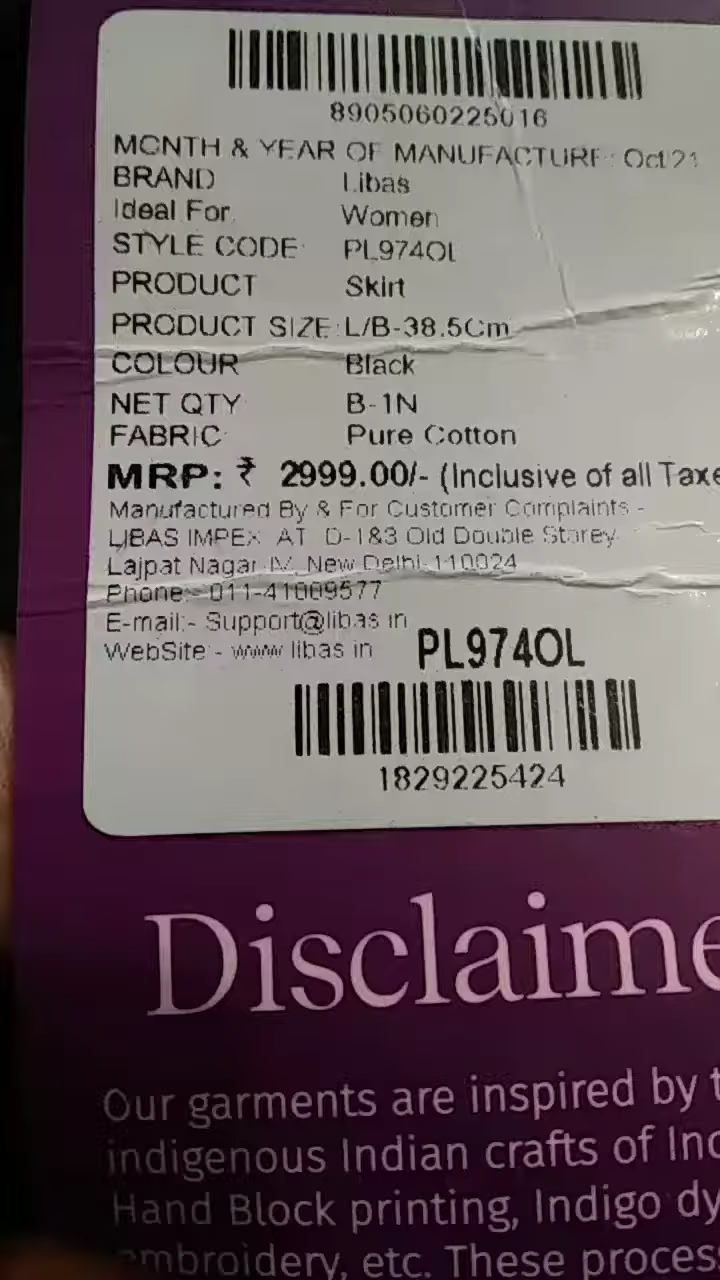 8905060225016
MONTH & YEAR OF MANUFACTURE: Oct 21
BRAND Libas
Ideal For Women
STYLE CODE PL974OL
PRODUCT Skirt
PRODUCT SIZE:L/B-38.5Cm
COLOUR Black
NET QTY B-1N
FABRIC Pure Cotton
MRP: ₹ 2999.00/- (Inclusive of all Taxe
Manufactured By & For Customer Complaints -
LIBAS IMPEX AT D-1&3 Old Double Storey
Lajpat Nagar IV, New Delhi-110024
Phone:- 011-41009577
E-mail:- Support@libas.in
WebSite:- www.libas.in PL974OL
1829225424
Disclaime
Our garments are inspired by t
indigenous Indian crafts of Ind
Hand Block printing, Indigo dy
embroidery, etc. These process